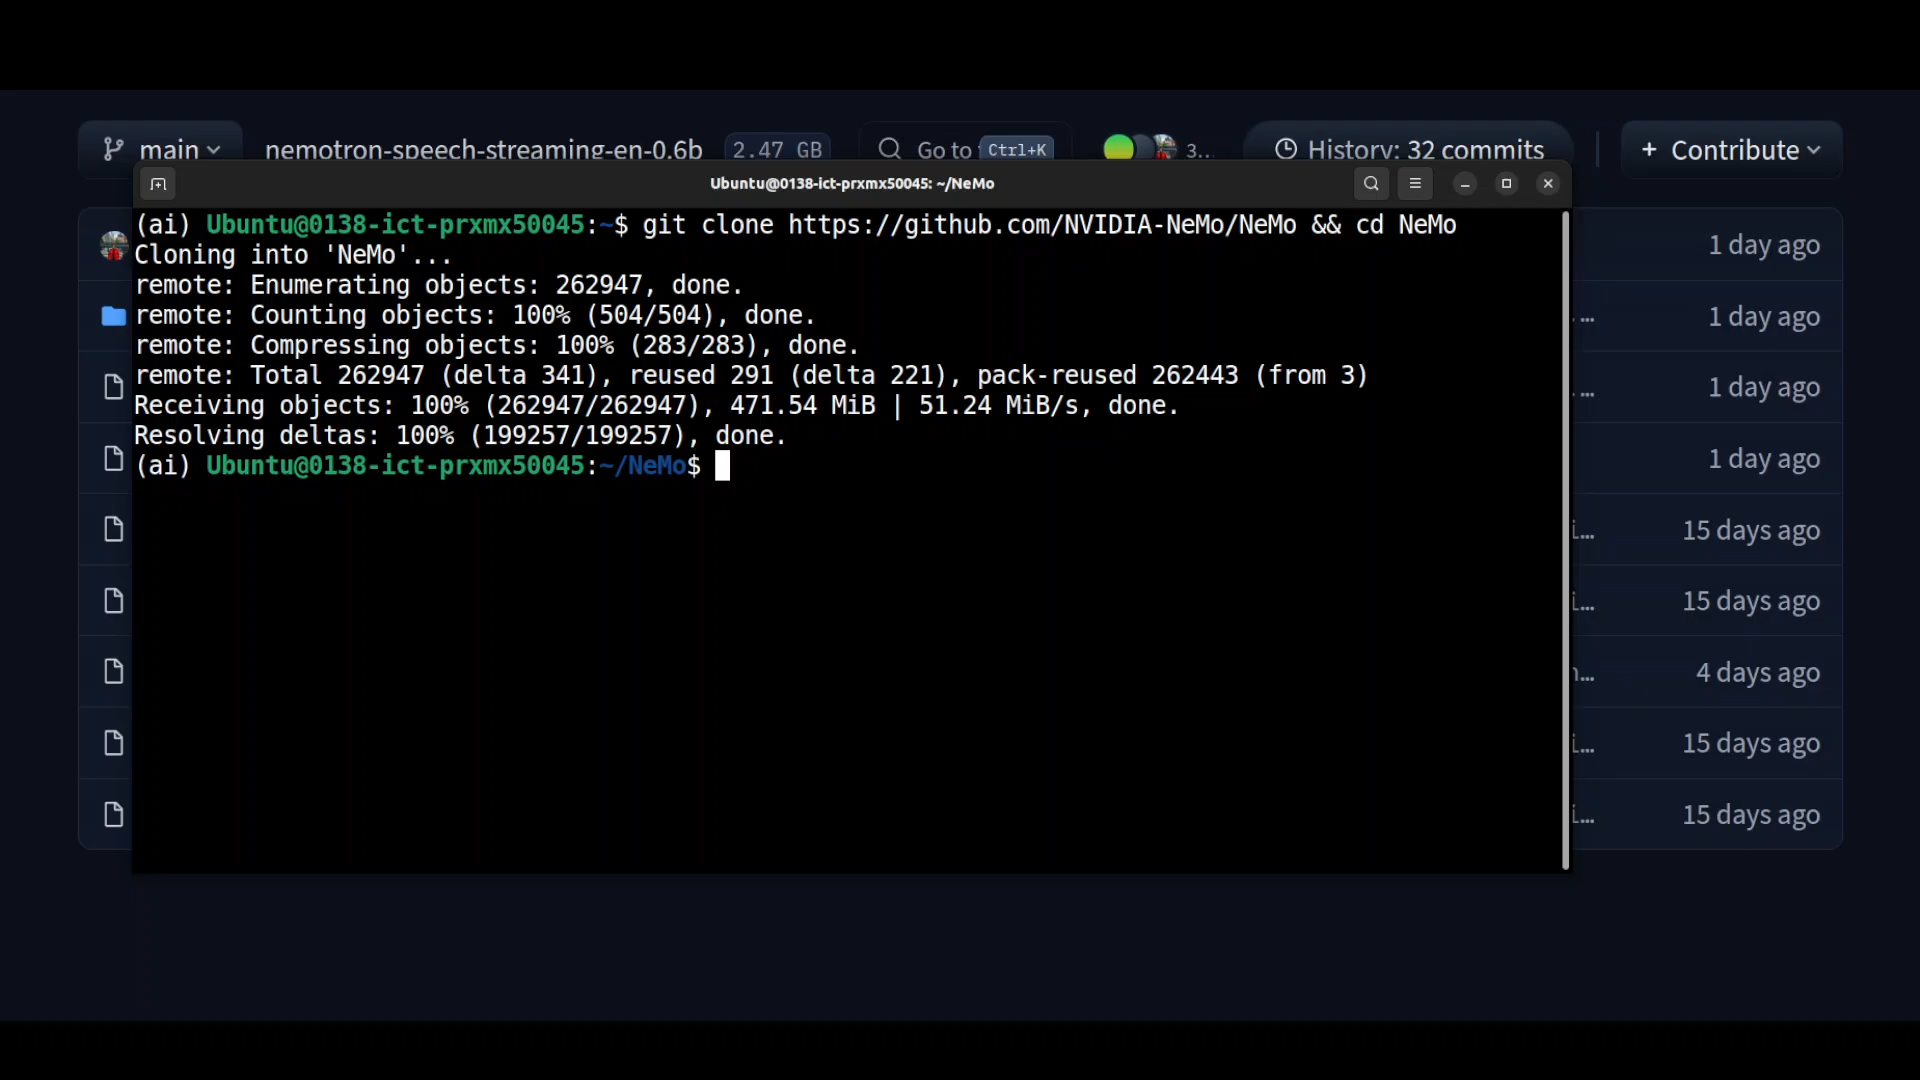 main
nemotron-speech-streaming-en-0.6b
2.47 GB
Go to
Ctrl+K
3..
History: 32 commits
+ Contribute
Ubuntu@0138-ict-prxmx50045: ~/NeMo
(ai) Ubuntu@0138-ict-prxmx50045:~$ git clone https://github.com/NVIDIA-NeMo/NeMo && cd NeMo
Cloning into 'NeMo'...
remote: Enumerating objects: 262947, done.
remote: Counting objects: 100% (504/504), done.
remote: Compressing objects: 100% (283/283), done.
remote: Total 262947 (delta 341), reused 291 (delta 221), pack-reused 262443 (from 3)
Receiving objects: 100% (262947/262947), 471.54 MiB | 51.24 MiB/s, done.
Resolving deltas: 100% (199257/199257), done.
(ai) Ubuntu@0138-ict-prxmx50045:~/NeMo$
1 day ago
1 day ago
1 day ago
1 day ago
15 days ago
15 days ago
4 days ago
15 days ago
15 days ago